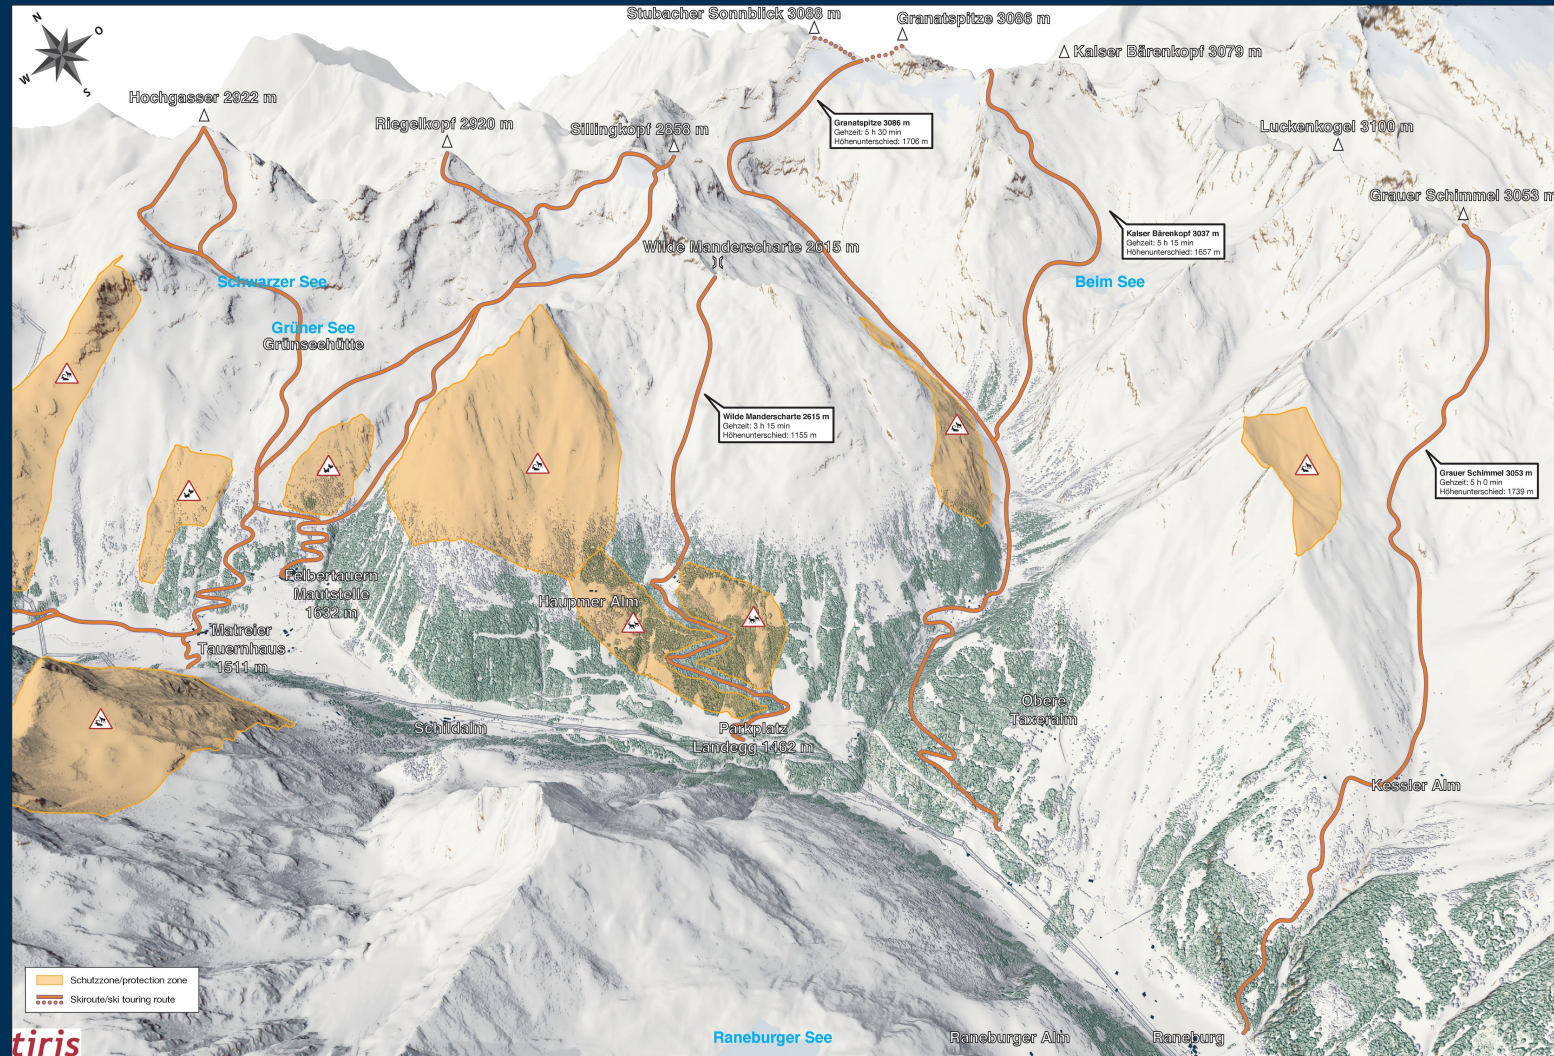 N
O
W
S
Stubacher Sonnblick 3088 m
Granatspitze 3086 m
Kalser Bärenkopf 3079 m
Hochgasser 2922 m
Riegelkopf 2920 m
Sillingkopf 2858 m
Granatspitze 3086 m
Gehzeit: 5 h 30 min
Höhenunterschied: 1706 m
Luckenkogel 3100 m
Grauer Schimmel 3053 m
Wilde Manderscharte 2615 m
Kalser Bärenkopf 3037 m
Gehzeit: 5 h 15 min
Höhenunterschied: 1657 m
Schwarzer See
Beim See
Grüner See
Grünseehütte
Wilde Manderscharte 2615 m
Gehzeit: 3 h 15 min
Höhenunterschied: 1155 m
Grauer Schimmel 3053 m
Gehzeit: 5 h 0 min
Höhenunterschied: 1739 m
Felbertauern
Mautstelle
1632 m
Haupmer Alm
Matreier
Tauernhaus
1511 m
Schildalm
Parkplatz
Landegg 1462 m
Obere
Taxeralm
Kessler Alm
Schutzzone/protection zone
Skiroute/ski touring route
tiris
Raneburger See
Raneburger Alm
Raneburg